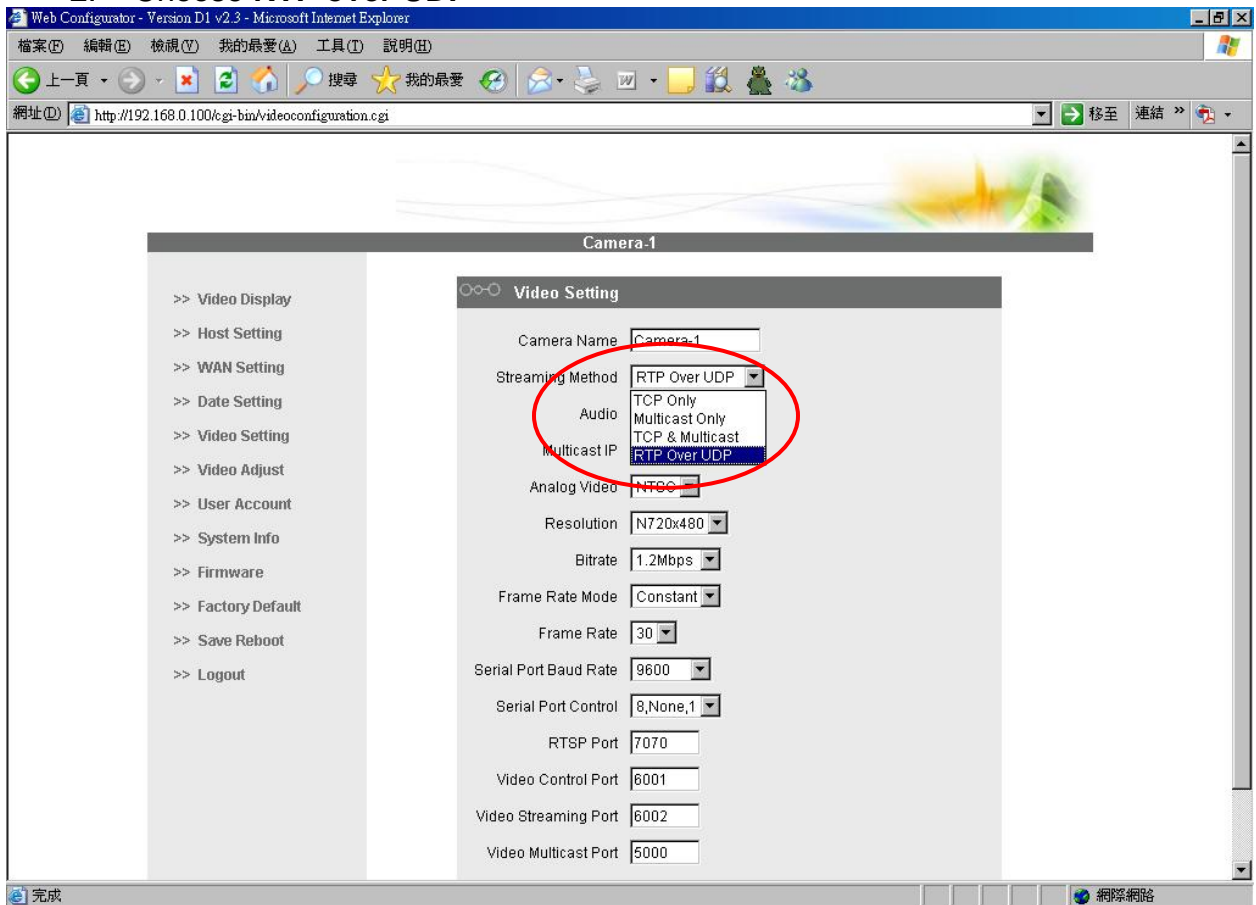 Web Configurator - Version D1 v2.3 - Microsoft Internet Explorer
檔案(F) 編輯(E) 檢視(V) 我的最愛(A) 工具(T) 說明(H)
上一頁 搜尋 我的最愛
網址(D) http://192.168.0.100/cgi-bin/videoconfiguration.cgi 移至 連結 »
Camera-1
>> Video Display
>> Host Setting
>> WAN Setting
>> Date Setting
>> Video Setting
>> Video Adjust
>> User Account
>> System Info
>> Firmware
>> Factory Default
>> Save Reboot
>> Logout
Video Setting
Camera Name Camera-1
Streaming Method RTP Over UDP
TCP Only
Multicast Only
TCP & Multicast
RTP Over UDP
Audio
Multicast IP
Analog Video NTSC
Resolution N720x480
Bitrate 1.2Mbps
Frame Rate Mode Constant
Frame Rate 30
Serial Port Baud Rate 9600
Serial Port Control 8,None,1
RTSP Port 7070
Video Control Port 6001
Video Streaming Port 6002
Video Multicast Port 5000
完成 網際網路